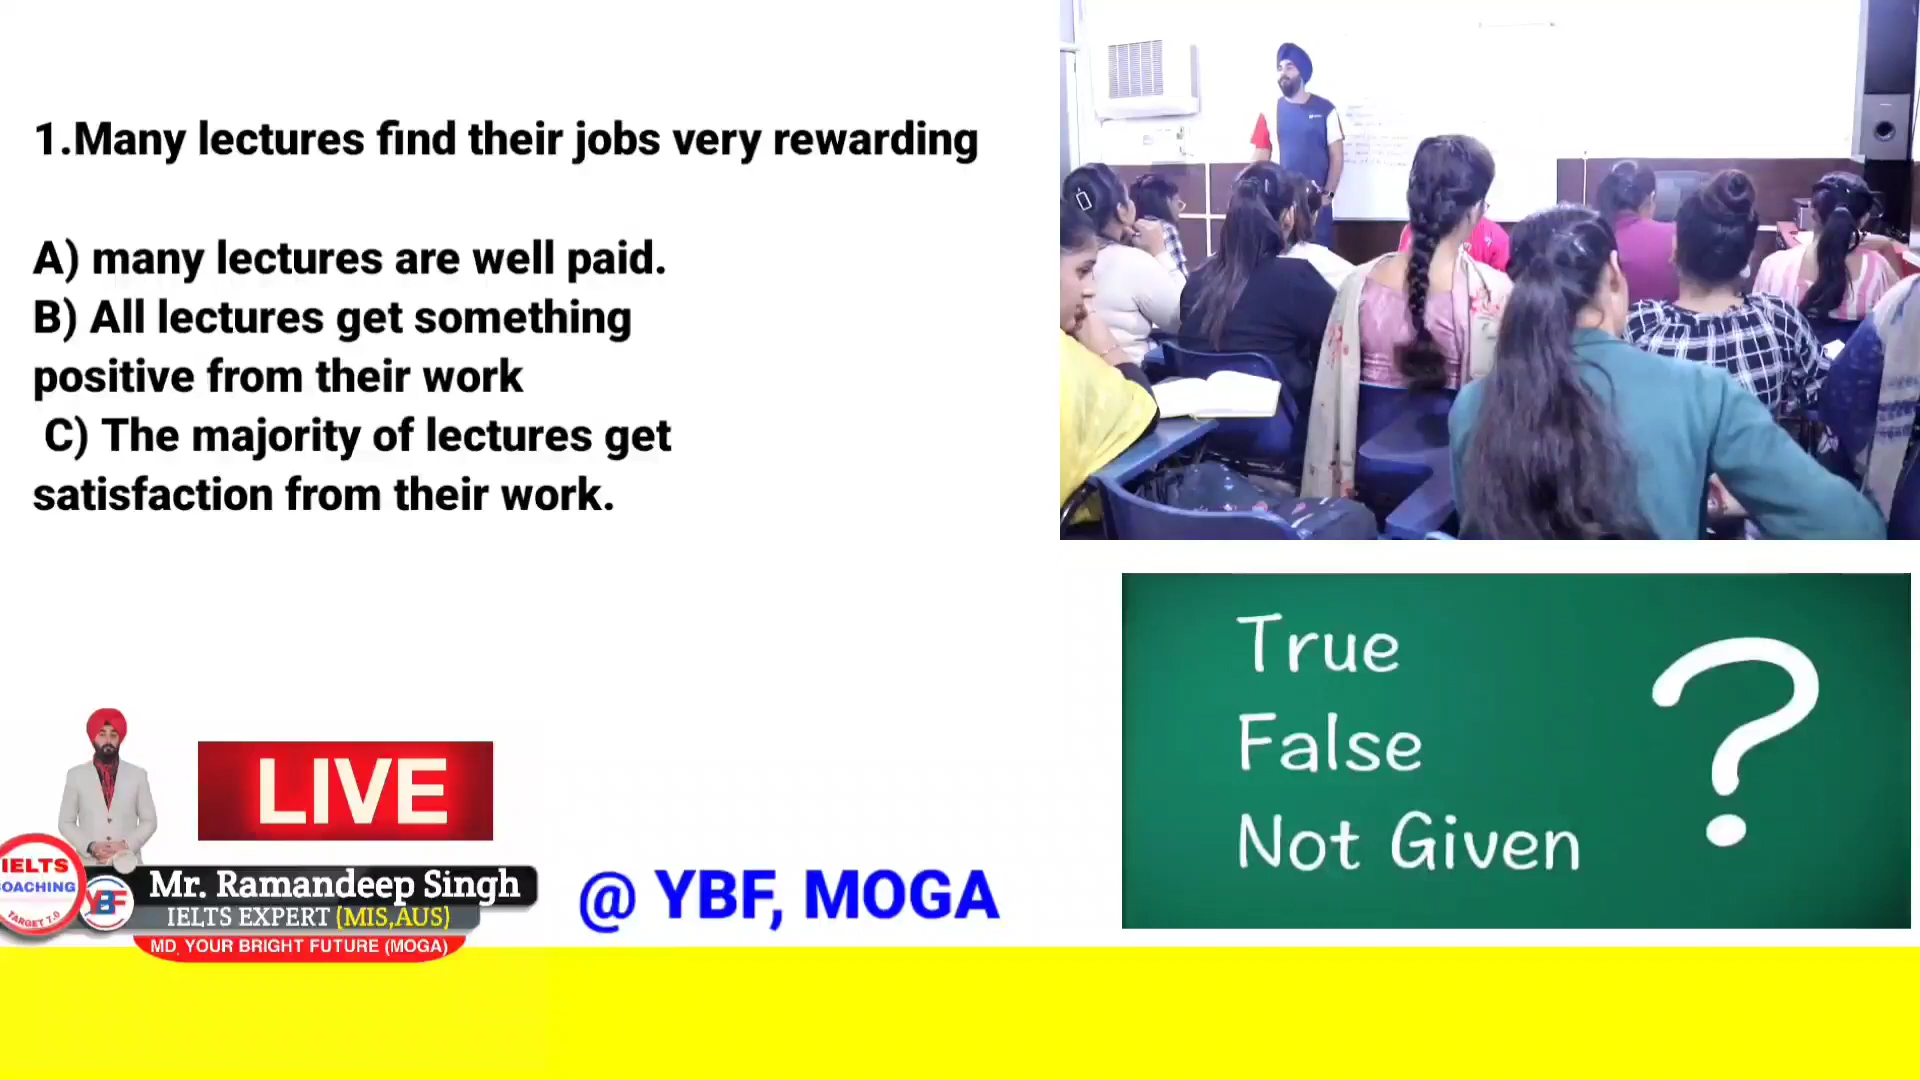 1.Many lectures find their jobs very rewarding
A) many lectures are well paid.
B) All lectures get something
positive from their work
C) The majority of lectures get
satisfaction from their work.
True
False
Not Given
?
LIVE
IELTS
COACHING
TARGET 7.0
YBF
Mr. Ramandeep Singh
IELTS EXPERT (MIS,AUS)
MD, YOUR BRIGHT FUTURE (MOGA)
@ YBF, MOGA